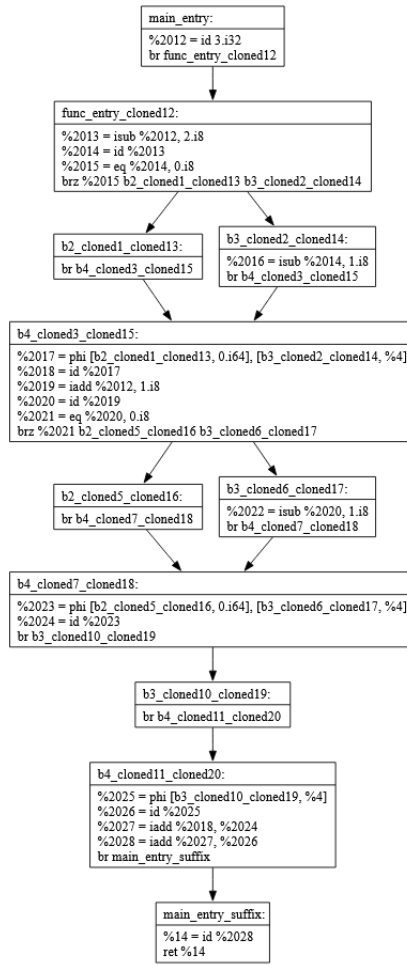 main_entry:
%2012 = id 3.i32
br func_entry_cloned12
func_entry_cloned12:
%2013 = isub %2012, 2.i8
%2014 = id %2013
%2015 = eq %2014, 0.i8
brz %2015 b2_cloned1_cloned13 b3_cloned2_cloned14
b2_cloned1_cloned13:
br b4_cloned3_cloned15
b3_cloned2_cloned14:
%2016 = isub %2014, 1.i8
br b4_cloned3_cloned15
b4_cloned3_cloned15:
%2017 = phi [b2_cloned1_cloned13, 0.i64], [b3_cloned2_cloned14, %4]
%2018 = id %2017
%2019 = iadd %2012, 1.i8
%2020 = id %2019
%2021 = eq %2020, 0.i8
brz %2021 b2_cloned5_cloned16 b3_cloned6_cloned17
b2_cloned5_cloned16:
br b4_cloned7_cloned18
b3_cloned6_cloned17:
%2022 = isub %2020, 1.i8
br b4_cloned7_cloned18
b4_cloned7_cloned18:
%2023 = phi [b2_cloned5_cloned16, 0.i64], [b3_cloned6_cloned17, %4]
%2024 = id %2023
br b3_cloned10_cloned19
b3_cloned10_cloned19:
br b4_cloned11_cloned20
b4_cloned11_cloned20:
%2025 = phi [b3_cloned10_cloned19, %4]
%2026 = id %2025
%2027 = iadd %2018, %2024
%2028 = iadd %2027, %2026
br main_entry_suffix
main_entry_suffix:
%14 = id %2028
ret %14